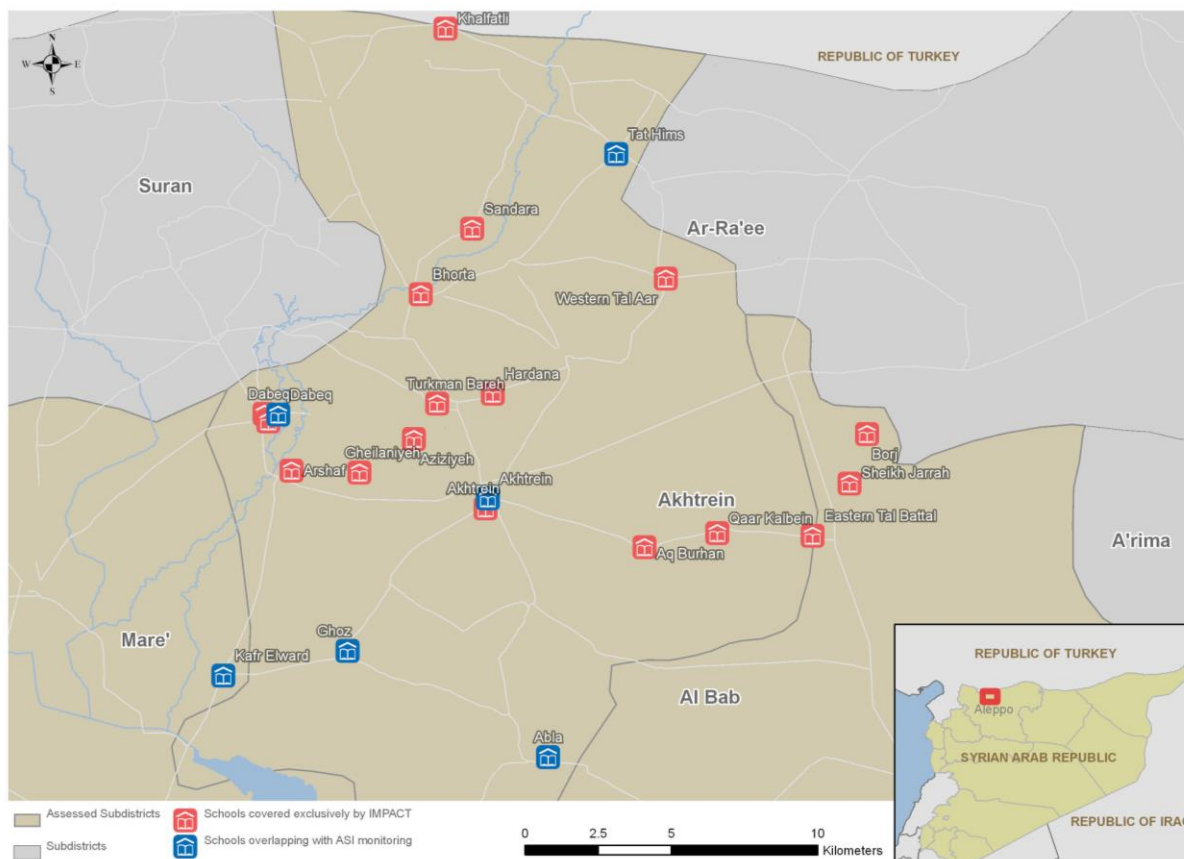 Khalfatli
REPUBLIC OF TURKEY
N
W E
S
Tat Hims
Suran
Sandara
Ar-Ra'ee
Bhorta
Western Tal Aar
Hardana
Turkman Bareh
Dabeq Dabeq
Gheilaniyeh
Aziziyeh
Arshaf
Borj
Sheikh Jarrah
Akhtrein
Akhtrein
Akhtrein
Qaar Kalbein
Eastern Tal Battal
Aq Burhan
A'rima
Mare'
Ghoz
Kafr Elward
Al Bab
Abla
REPUBLIC OF TURKEY
Aleppo
SYRIAN ARAB REPUBLIC
REPUBLIC OF IRAQ
Assessed Subdistricts
Schools covered exclusively by IMPACT
Subdistricts
Schools overlapping with ASI monitoring
0 2.5 5 10
Kilometers